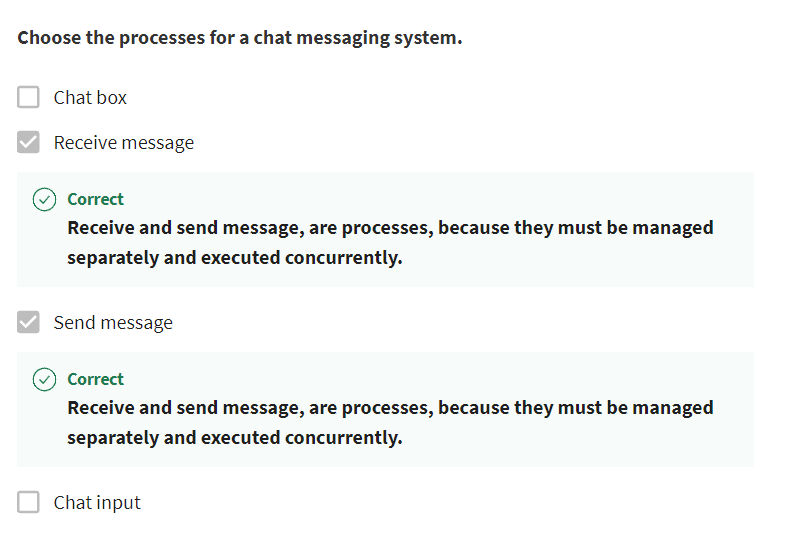 Choose the processes for a chat messaging system.
Chat box
Receive message
Correct
Receive and send message, are processes, because they must be managed
separately and executed concurrently.
Send message
Correct
Receive and send message, are processes, because they must be managed
separately and executed concurrently.
Chat input